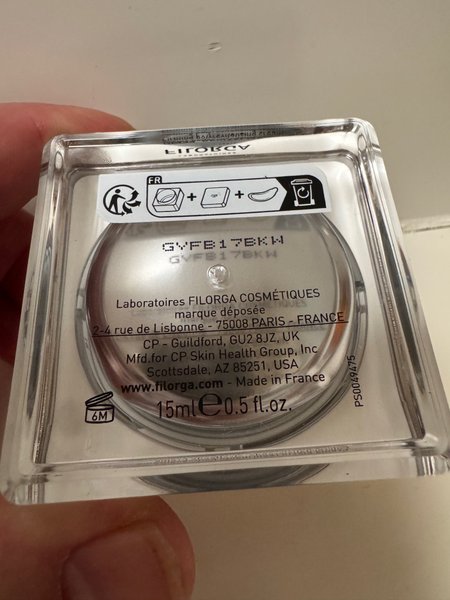 FILORGA
FR
GYFB17BKW
Laboratoires FILORGA COSMÉTIQUES
marque déposée
2-4 rue de Lisbonne - 75008 PARIS - FRANCE
CP - Guildford, GU2 8JZ, UK
Mfd.for CP Skin Health Group, Inc
Scottsdale, AZ 85251, USA
www.filorga.com - Made in France
15ml e 0.5 fl.oz.
6M
PS0049475